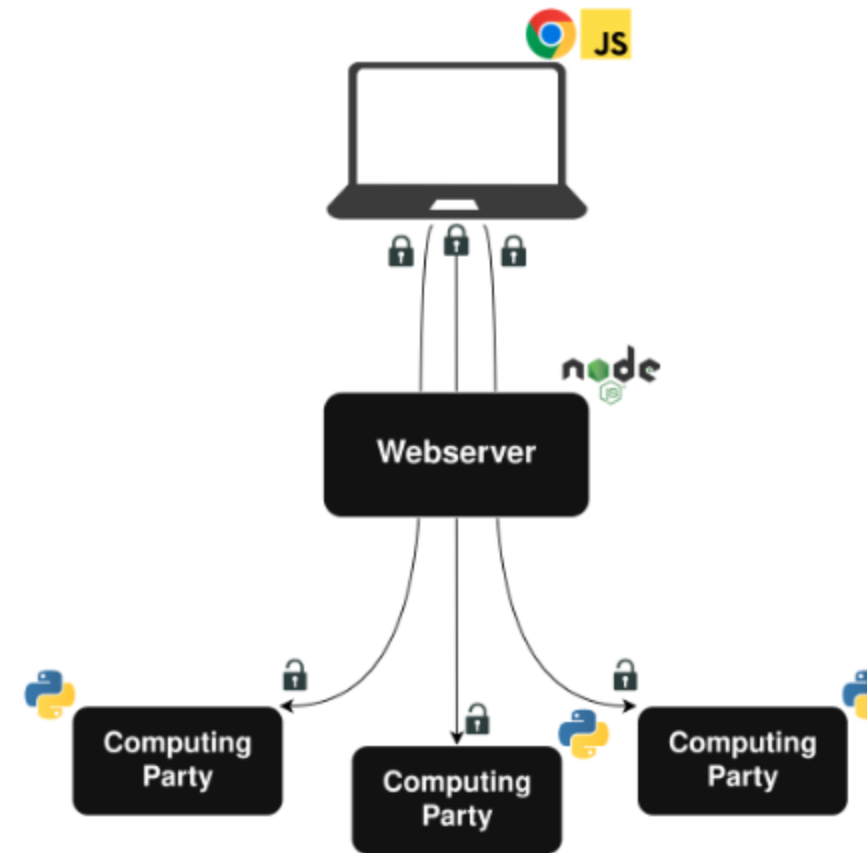 JS
node
JS
Webserver
Computing
Party
Computing
Party
Computing
Party